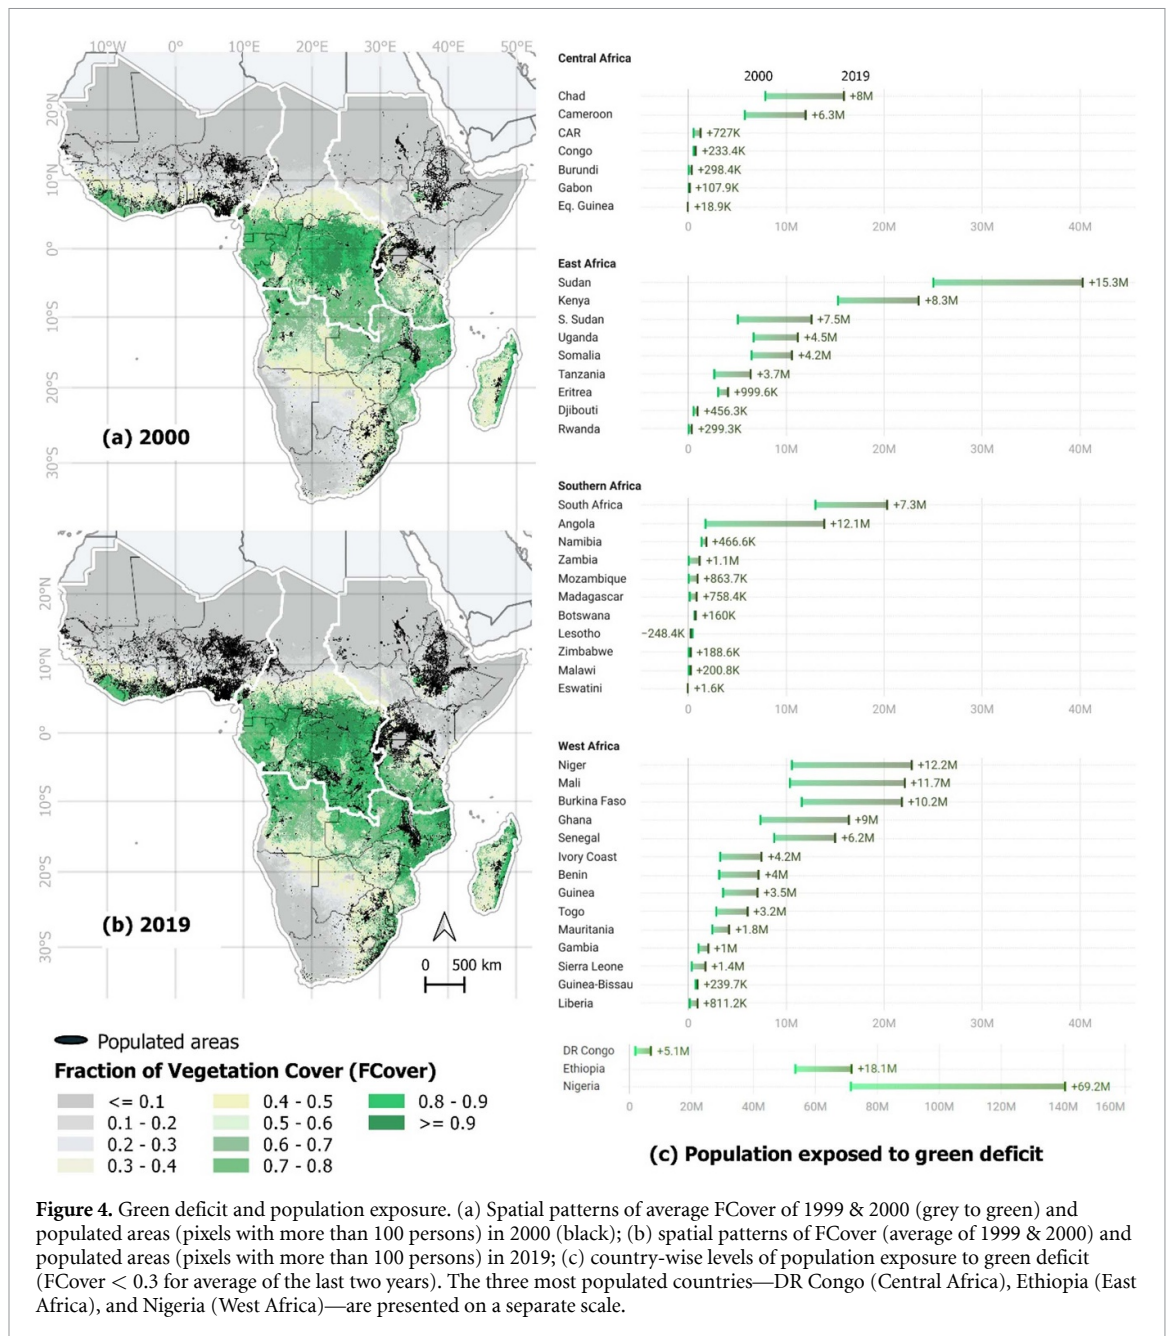 10°W 0° 10°E 20°E 30°E 40°E 50°E
20°N
10°N
0°
10°S
20°S
30°S
(a) 2000
20°N
10°N
0°
10°S
20°S
30°S
(b) 2019
0 500 km
Populated areas
Fraction of Vegetation Cover (FCover)
<= 0.1
0.1 - 0.2
0.2 - 0.3
0.3 - 0.4
0.4 - 0.5
0.5 - 0.6
0.6 - 0.7
0.7 - 0.8
0.8 - 0.9
>= 0.9
Central Africa
2000 2019
Chad +8M
Cameroon +6.3M
CAR +727K
Congo +233.4K
Burundi +298.4K
Gabon +107.9K
Eq. Guinea +18.9K
0 10M 20M 30M 40M
East Africa
Sudan +15.3M
Kenya +8.3M
S. Sudan +7.5M
Uganda +4.5M
Somalia +4.2M
Tanzania +3.7M
Eritrea +999.6K
Djibouti +456.3K
Rwanda +299.3K
0 10M 20M 30M 40M
Southern Africa
South Africa +7.3M
Angola +12.1M
Namibia +466.6K
Zambia +1.1M
Mozambique +863.7K
Madagascar +758.4K
Botswana +160K
Lesotho −248.4K
Zimbabwe +188.6K
Malawi +200.8K
Eswatini +1.6K
0 10M 20M 30M 40M
West Africa
Niger +12.2M
Mali +11.7M
Burkina Faso +10.2M
Ghana +9M
Senegal +6.2M
Ivory Coast +4.2M
Benin +4M
Guinea +3.5M
Togo +3.2M
Mauritania +1.8M
Gambia +1M
Sierra Leone +1.4M
Guinea-Bissau +239.7K
Liberia +811.2K
0 10M 20M 30M 40M
DR Congo +5.1M
Ethiopia +18.1M
Nigeria +69.2M
0 20M 40M 60M 80M 100M 120M 140M 160M
(c) Population exposed to green deficit
Figure 4. Green deficit and population exposure. (a) Spatial patterns of average FCover of 1999 & 2000 (grey to green) and
populated areas (pixels with more than 100 persons) in 2000 (black); (b) spatial patterns of FCover (average of 1999 & 2000) and
populated areas (pixels with more than 100 persons) in 2019; (c) country-wise levels of population exposure to green deficit
(FCover < 0.3 for average of the last two years). The three most populated countries—DR Congo (Central Africa), Ethiopia (East
Africa), and Nigeria (West Africa)—are presented on a separate scale.